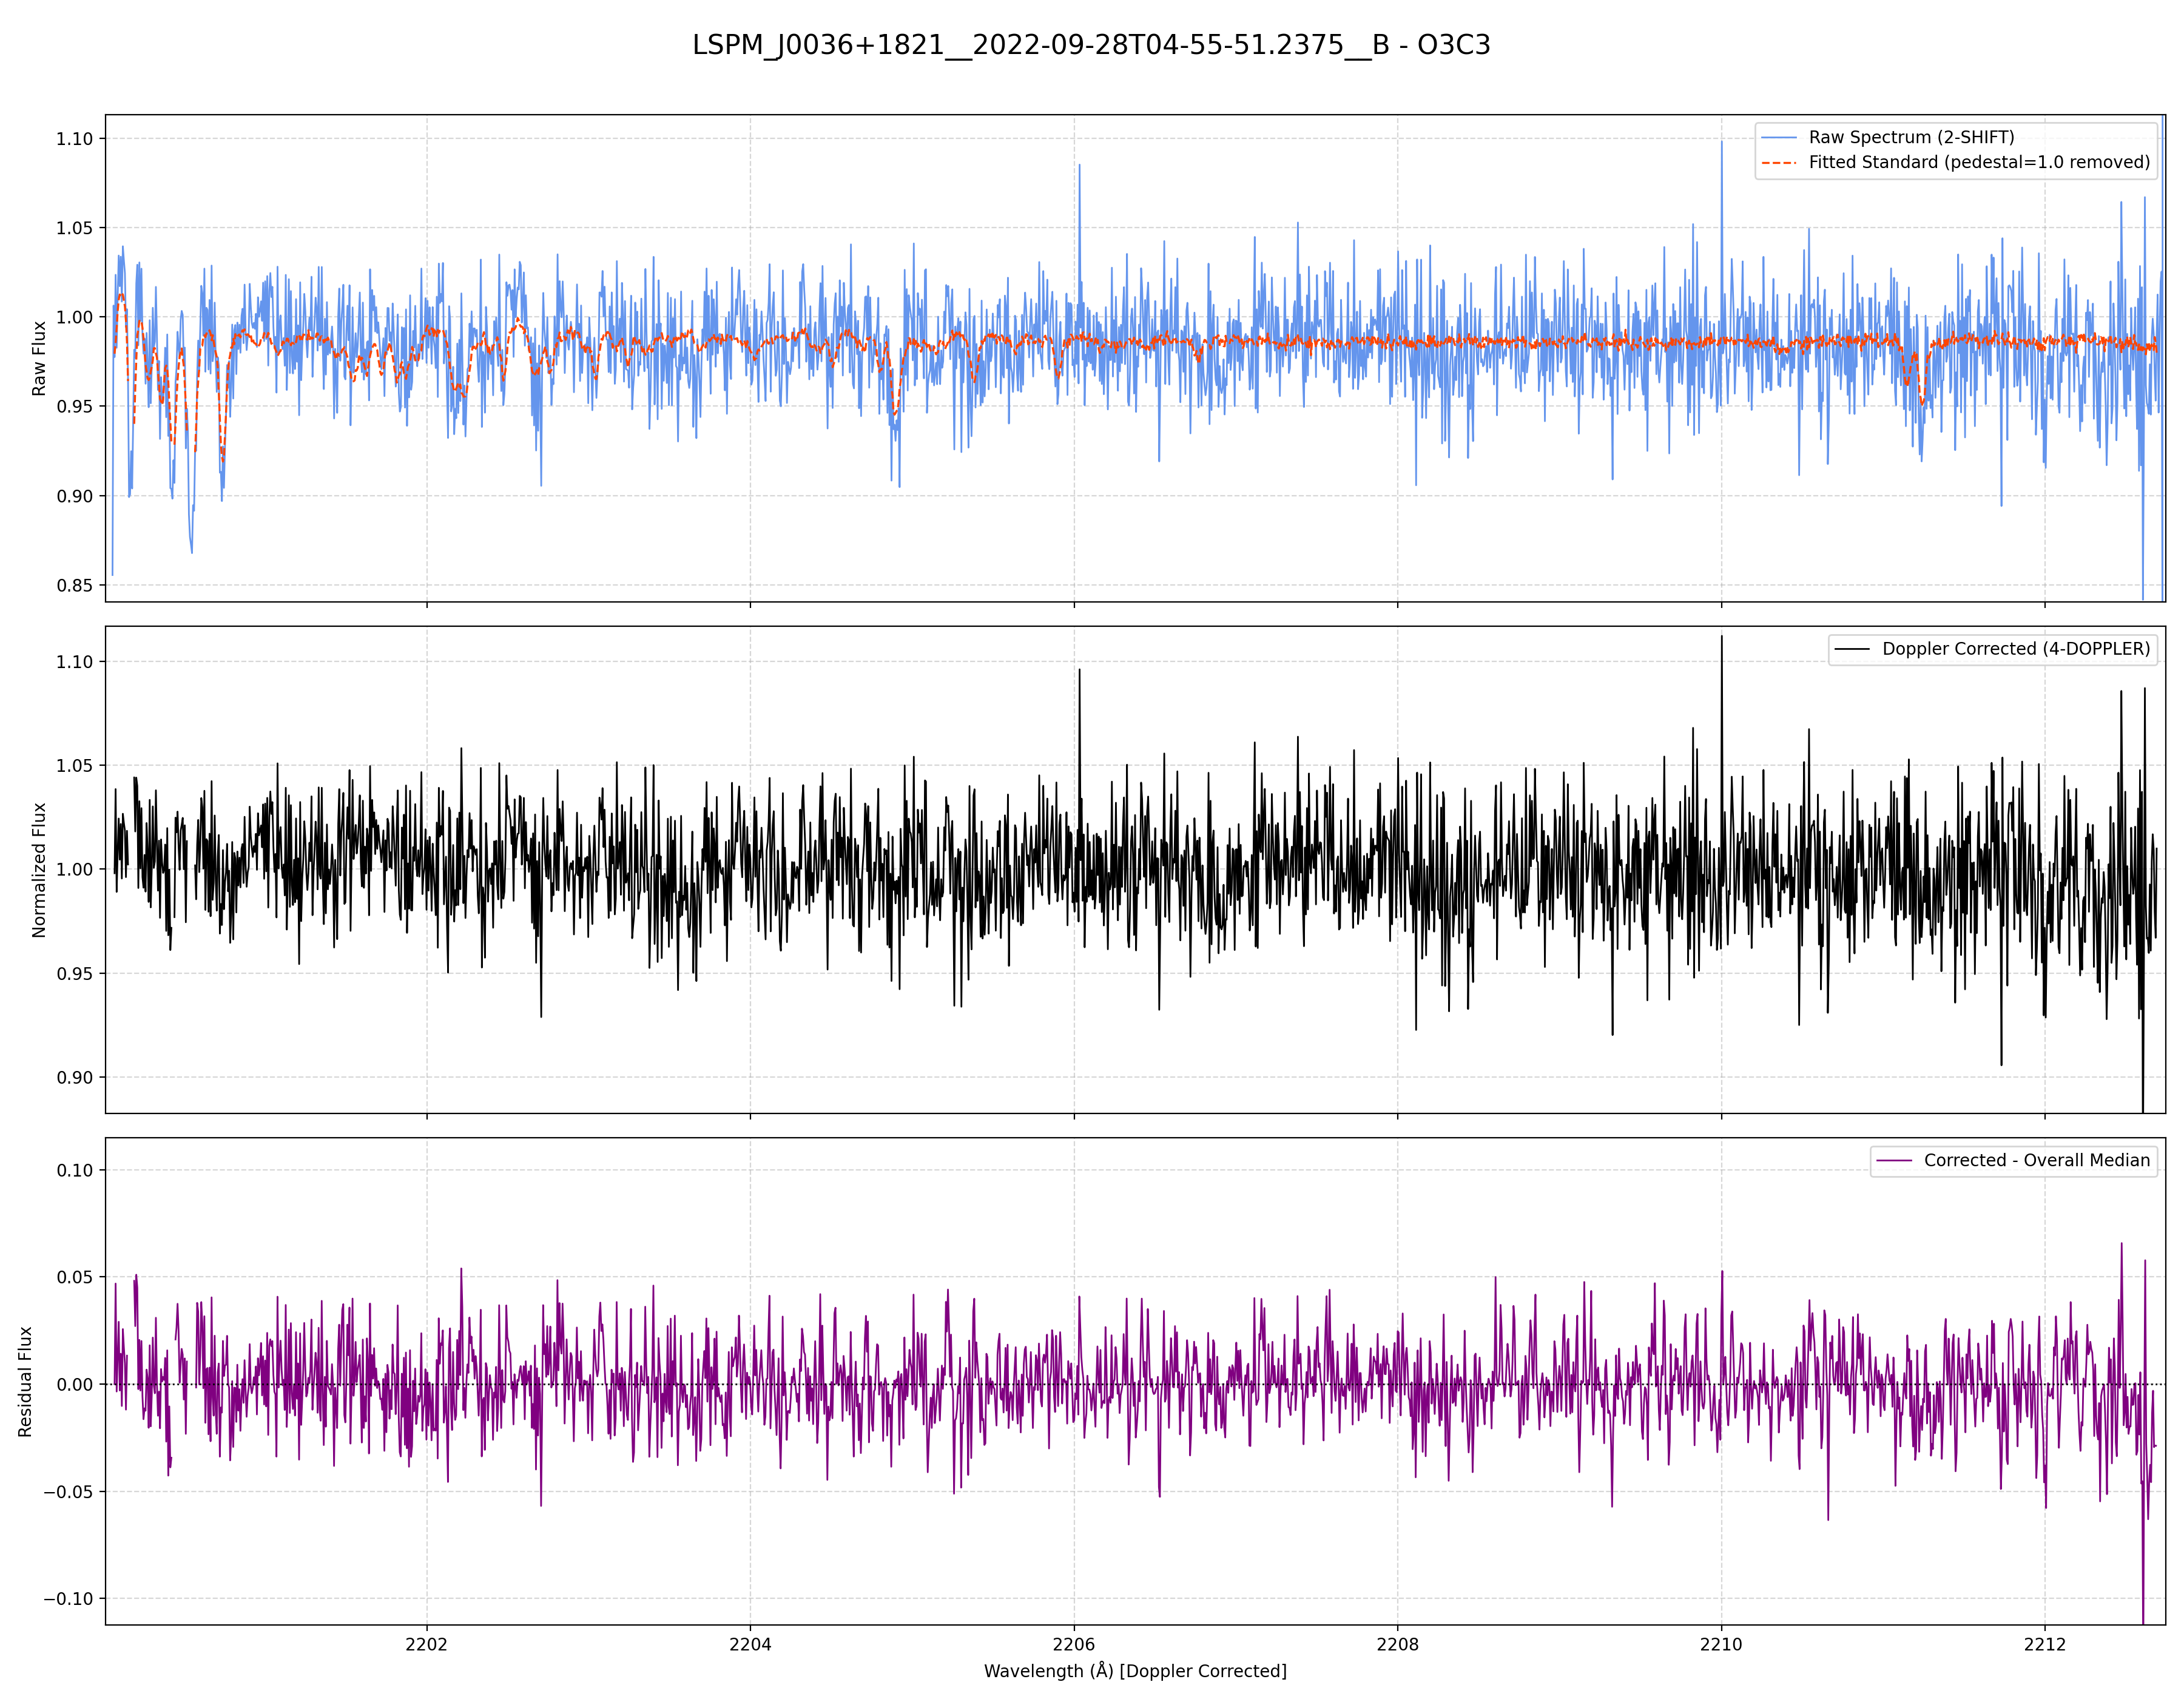 LSPM_J0036+1821__2022-09-28T04-55-51.2375__B - O3C3
Raw Spectrum (2-SHIFT)
Fitted Standard (pedestal=1.0 removed)
1.10
1.05
1.00
0.95
0.90
0.85
Raw Flux
Doppler Corrected (4-DOPPLER)
1.10
1.05
1.00
0.95
0.90
Normalized Flux
Corrected - Overall Median
0.10
0.05
0.00
−0.05
−0.10
Residual Flux
2202 2204 2206 2208 2210 2212
Wavelength (Å) [Doppler Corrected]